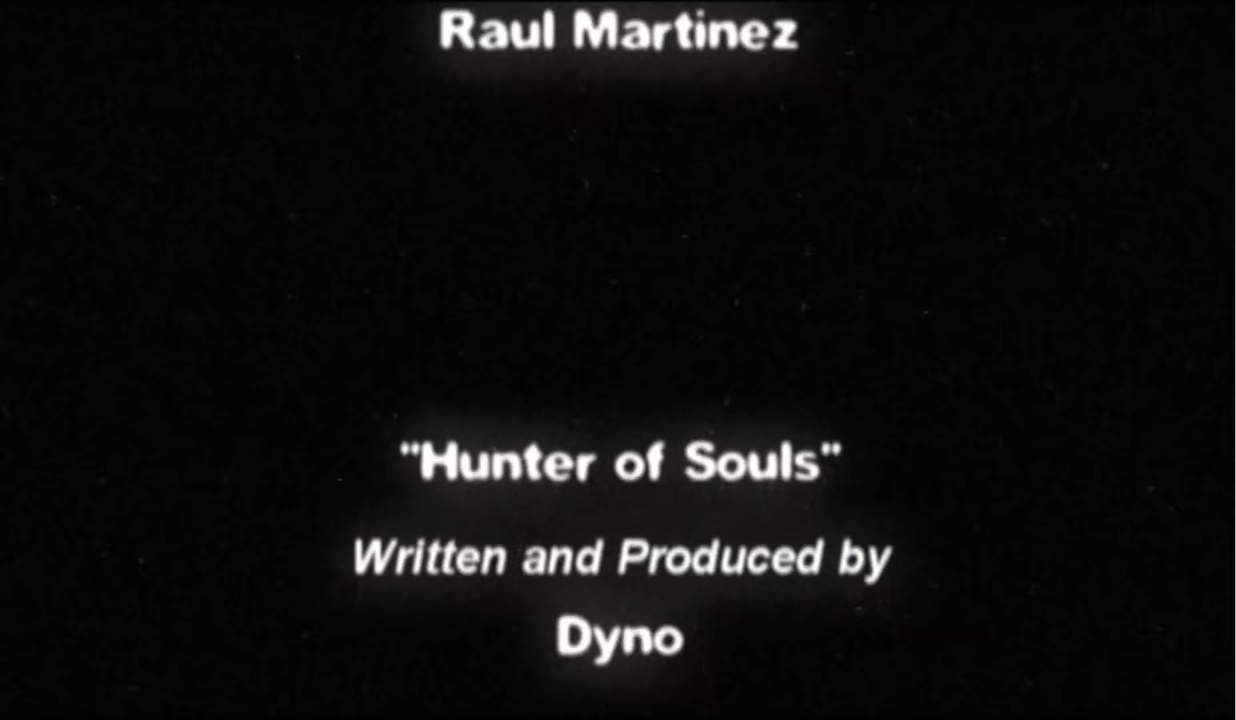 Raul Martinez
"Hunter of Souls"
Written and Produced by
Dyno